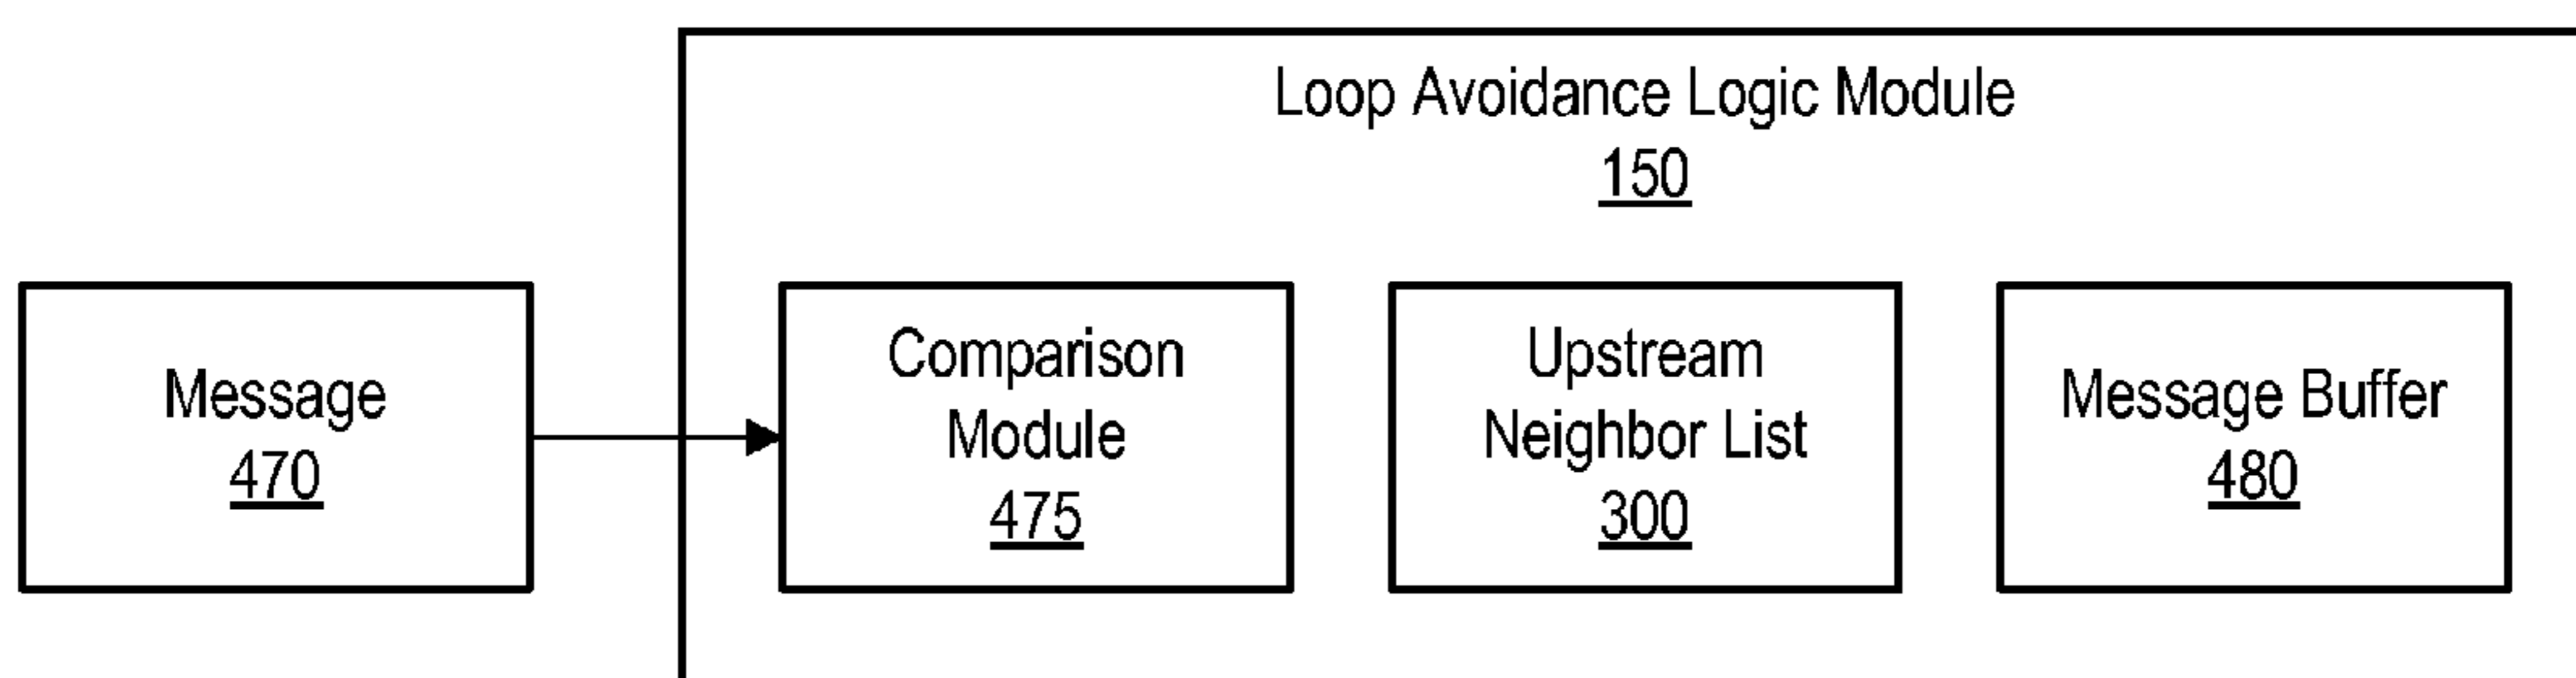 Loop Avoidance Logic Module
150
Message
470
Comparison
Module
475
Upstream
Neighbor List
300
Message Buffer
480